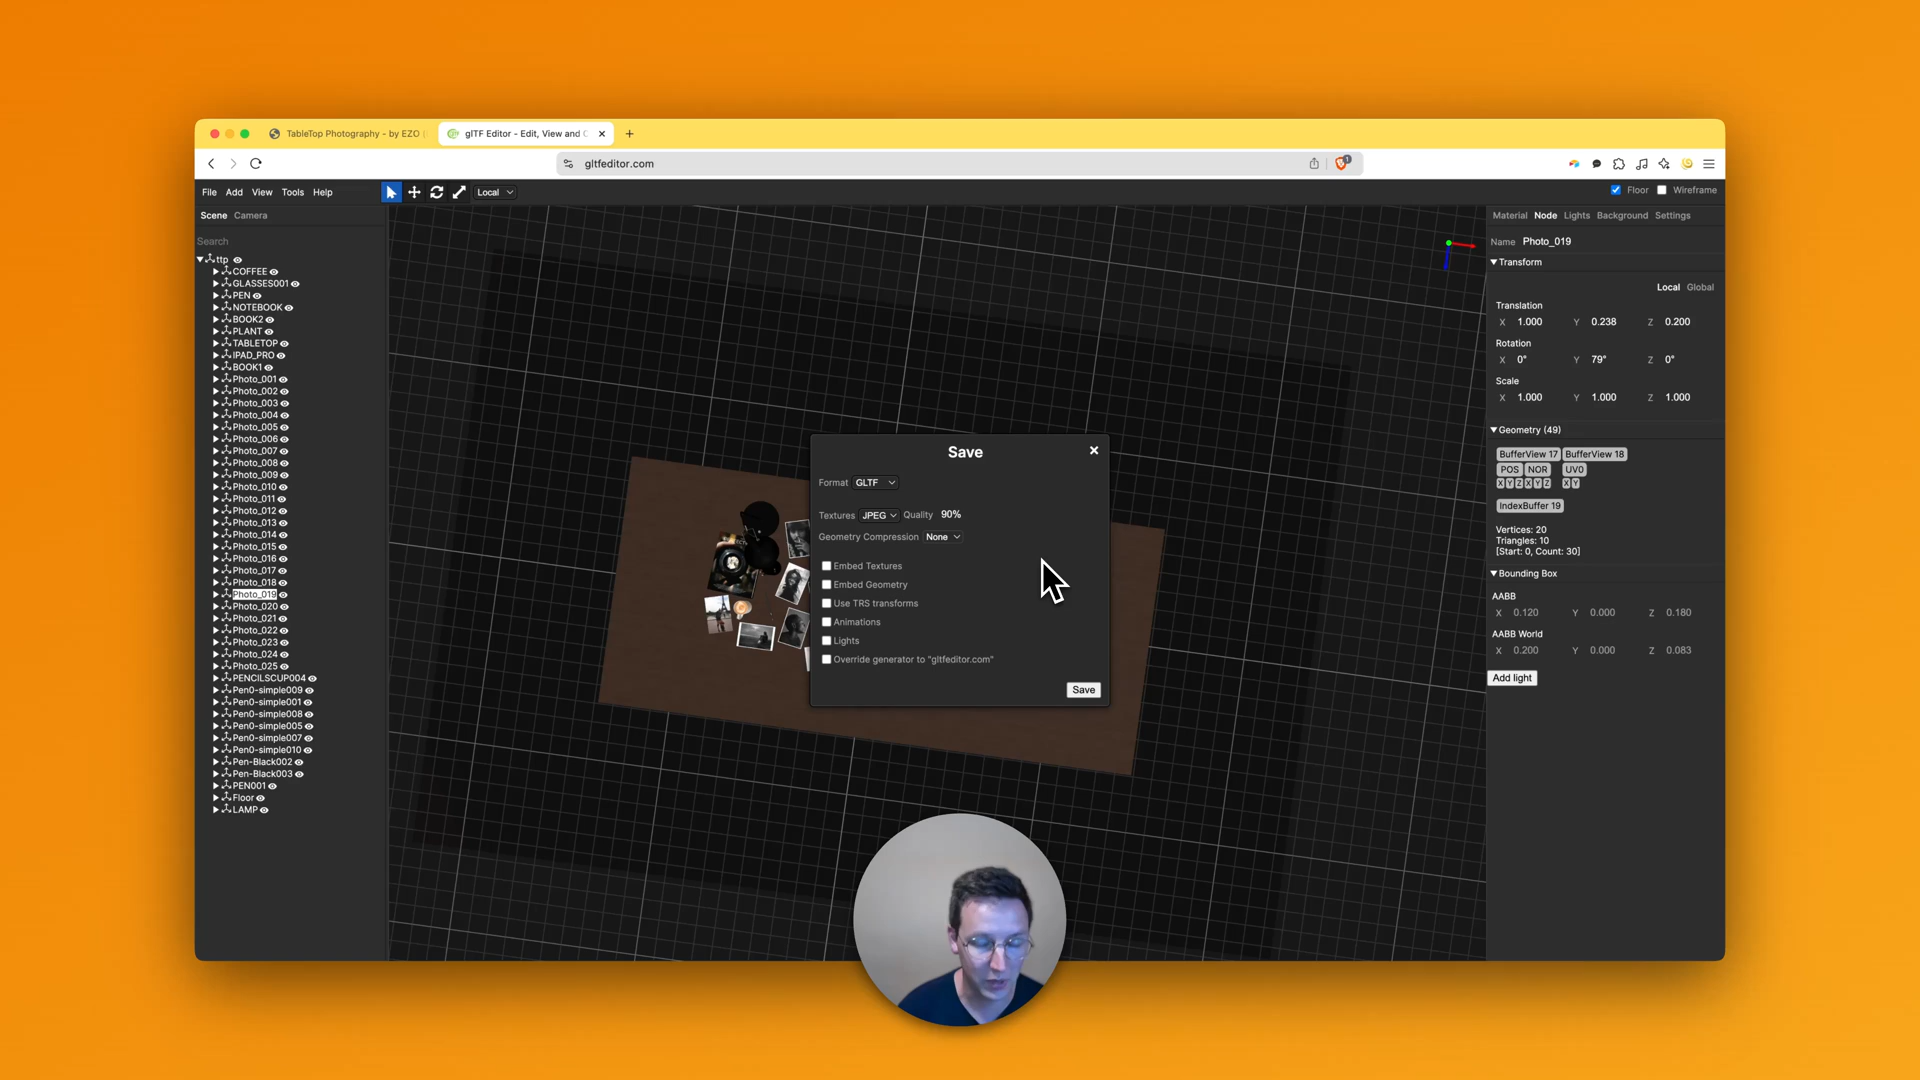 TableTop Photography - by EZO
glTF Editor - Edit, View and
gltfeditor.com
1
File Add View Tools Help
Local
Floor Wireframe
Scene Camera
Search
ttp
COFFEE
GLASSES001
PEN
NOTEBOOK
BOOK2
PLANT
TABLETOP
IPAD_PRO
BOOK1
Photo_001
Photo_002
Photo_003
Photo_004
Photo_005
Photo_006
Photo_007
Photo_008
Photo_009
Photo_010
Photo_011
Photo_012
Photo_013
Photo_014
Photo_015
Photo_016
Photo_017
Photo_018
Photo_019
Photo_020
Photo_021
Photo_022
Photo_023
Photo_024
Photo_025
PENCILSCUP004
Pen0-simple009
Pen0-simple001
Pen0-simple008
Pen0-simple005
Pen0-simple007
Pen0-simple010
Pen-Black002
Pen-Black003
PEN001
Floor
LAMP
Save
Format GLTF
Textures JPEG Quality 90%
Geometry Compression None
Embed Textures
Embed Geometry
Use TRS transforms
Animations
Lights
Override generator to "gltfeditor.com"
Save
Material Node Lights Background Settings
Name Photo_019
Transform
Local Global
Translation
X 1.000 Y 0.238 Z 0.200
Rotation
X 0° Y 79° Z 0°
Scale
X 1.000 Y 1.000 Z 1.000
Geometry (49)
BufferView 17 BufferView 18
POS NOR UV0
X Y Z X Y Z X Y
IndexBuffer 19
Vertices: 20
Triangles: 10
[Start: 0, Count: 30]
Bounding Box
AABB
X 0.120 Y 0.000 Z 0.180
AABB World
X 0.200 Y 0.000 Z 0.083
Add light